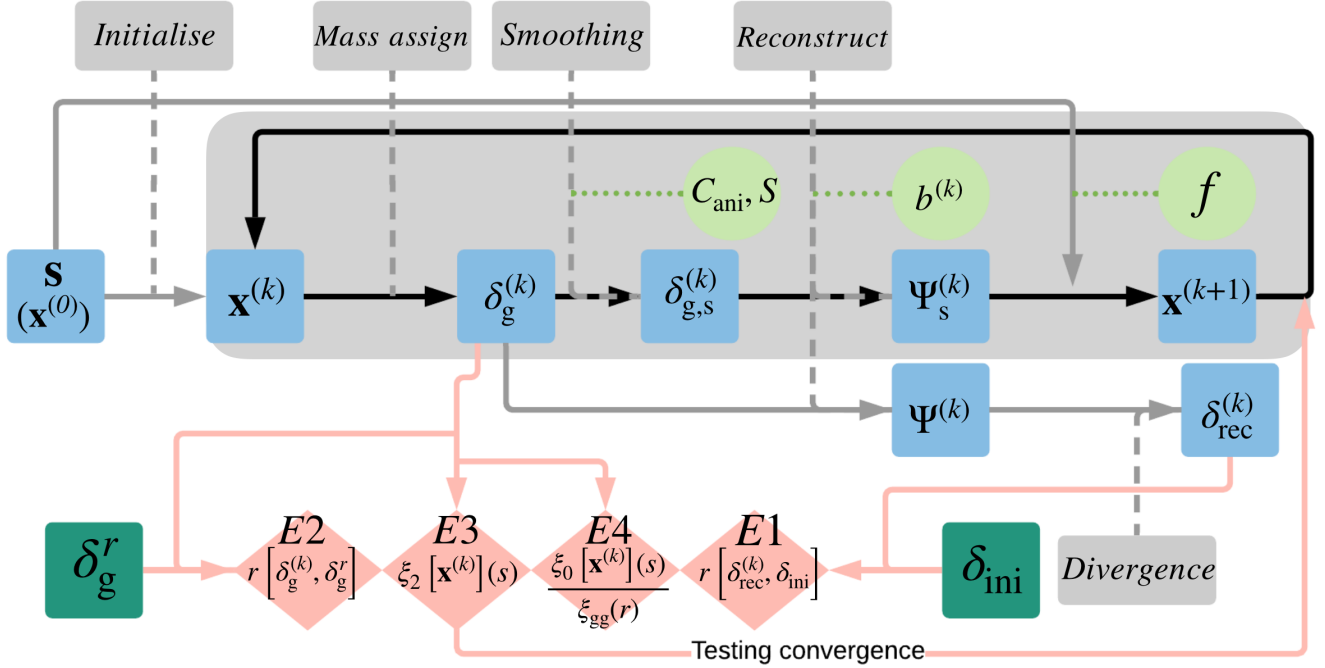 Initialise
Mass assign
Smoothing
Reconstruct
C_ani, S
b^(k)
f
s
(x^(0))
x^(k)
δ_g^(k)
δ_g,s^(k)
Ψ_s^(k)
x^(k+1)
Ψ^(k)
δ_rec^(k)
δ_g^r
E2
r [δ_g^(k), δ_g^r]
E3
ξ_2 [x^(k)](s)
E4
ξ_0 [x^(k)](s)
ξ_gg(r)
E1
r [δ_rec^(k), δ_ini]
δ_ini
Divergence
Testing convergence